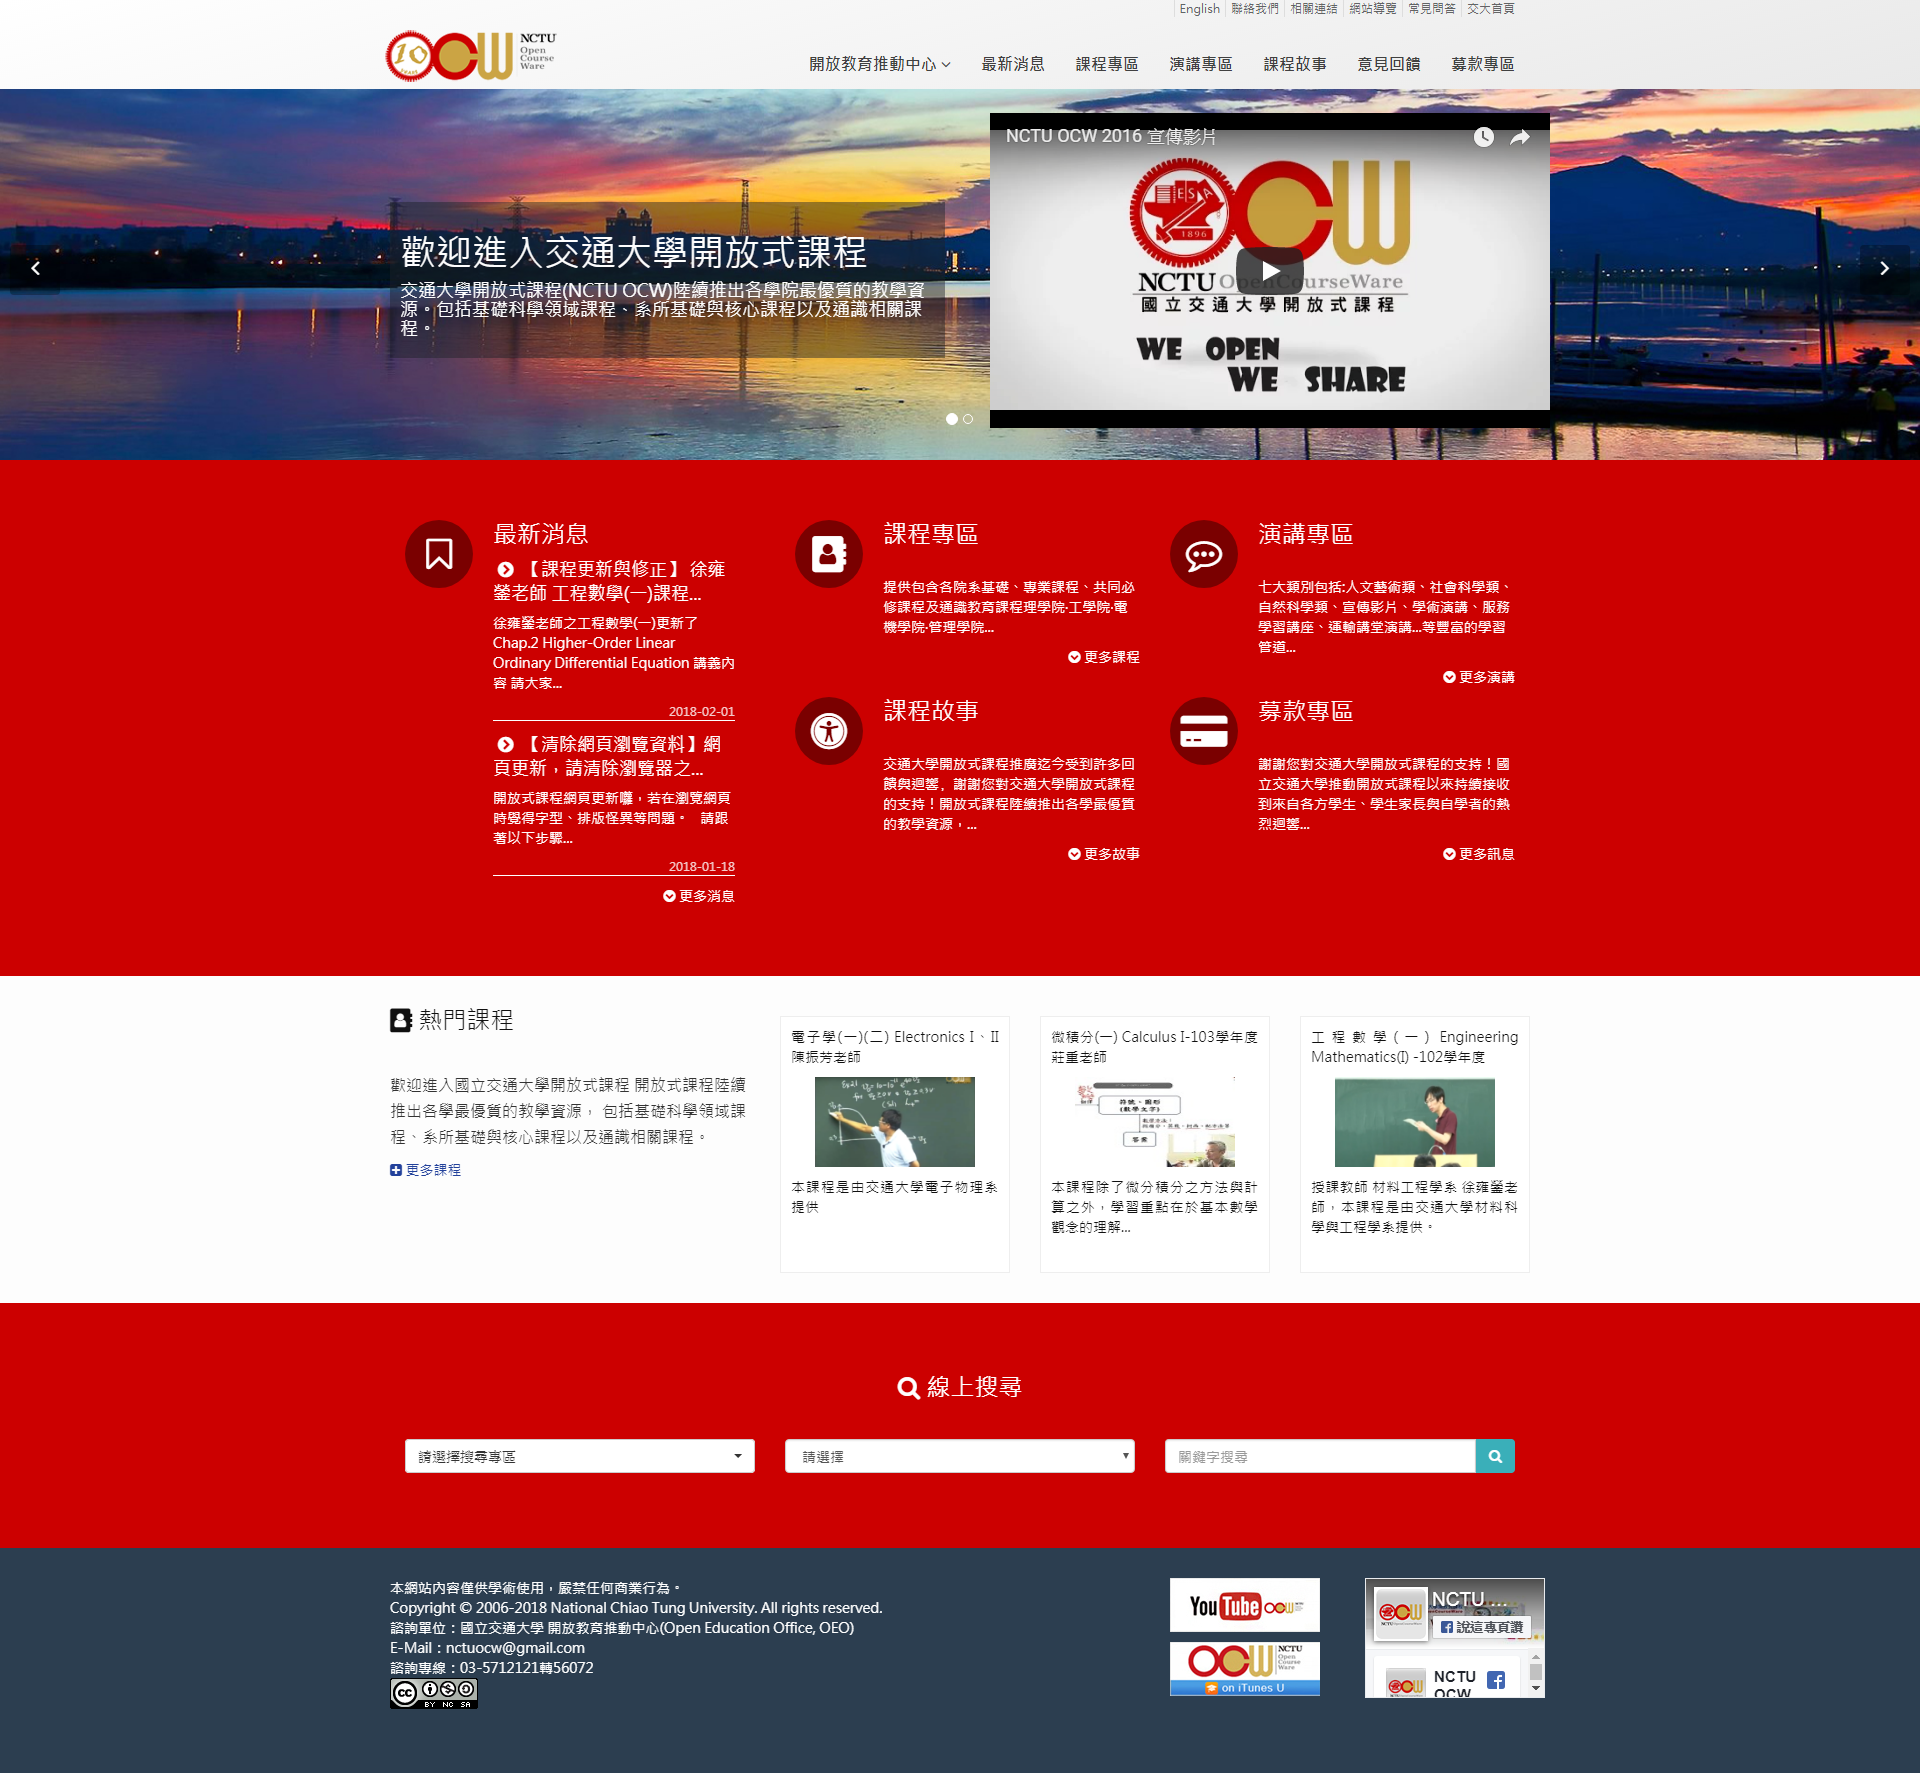 English 聯絡我們 相關連結 網站導覽 常見問答 交大首頁
10 OCW NCTU Open Course Ware
開放教育推動中心 最新消息 課程專區 演講專區 課程故事 意見回饋 募款專區
歡迎進入交通大學開放式課程
交通大學開放式課程(NCTU OCW)陸續推出各學院最優質的教學資
源。包括基礎科學領域課程、系所基礎與核心課程以及通識相關課
程。
NCTU OCW 2016 宣傳影片
ESA
1896
OCW
NCTU OpenCourseWare
國立交通大學開放式課程
WE OPEN
WE SHARE
最新消息
【課程更新與修正】 徐雍
鎣老師 工程數學(一)課程...
徐雍鎣老師之工程數學(一)更新了
Chap.2 Higher-Order Linear
Ordinary Differential Equation 講義內
容 請大家...
2018-02-01
【清除網頁瀏覽資料】網
頁更新，請清除瀏覽器之...
開放式課程網頁更新囉，若在瀏覽網頁
時覺得字型、排版怪異等問題。 請跟
著以下步驟...
2018-01-18
更多消息
課程專區
提供包含各院系基礎、專業課程、共同必
修課程及通識教育課程理學院‧工學院‧電
機學院‧管理學院...
更多課程
演講專區
七大類別包括:人文藝術類、社會科學類、
自然科學類、宣傳影片、學術演講、服務
學習講座、運輸講堂演講...等豐富的學習
管道...
更多演講
課程故事
交通大學開放式課程推廣迄今受到許多回
饋與迴響，謝謝您對交通大學開放式課程
的支持！開放式課程陸續推出各學最優質
的教學資源，...
更多故事
募款專區
謝謝您對交通大學開放式課程的支持！國
立交通大學推動開放式課程以來持續接收
到來自各方學生、學生家長與自學者的熱
烈迴響...
更多訊息
熱門課程
歡迎進入國立交通大學開放式課程 開放式課程陸續
推出各學最優質的教學資源， 包括基礎科學領域課
程、系所基礎與核心課程以及通識相關課程。
更多課程
電子學(一)(二) Electronics I、II
陳振芳老師
本課程是由交通大學電子物理系
提供
微積分(一) Calculus I-103學年度
莊重老師
符號、圖形
(數學文字)
答案
本課程除了微分積分之方法與計
算之外，學習重點在於基本數學
觀念的理解...
工程數學(一) Engineering
Mathematics(I) -102學年度
授課教師 材料工程學系 徐雍鎣老
師，本課程是由交通大學材料科
學與工程學系提供。
線上搜尋
請選擇搜尋專區
請選擇
關鍵字搜尋
本網站內容僅供學術使用，嚴禁任何商業行為。
Copyright © 2006-2018 National Chiao Tung University. All rights reserved.
諮詢單位：國立交通大學 開放教育推動中心(Open Education Office, OEO)
E-Mail：nctuocw@gmail.com
諮詢專線：03-5712121轉56072
cc BY NC SA
YouTube OCW
OCW NCTU Open Course Ware
on iTunes U
NCTU ...
說這專頁讚
NCTU
OCW